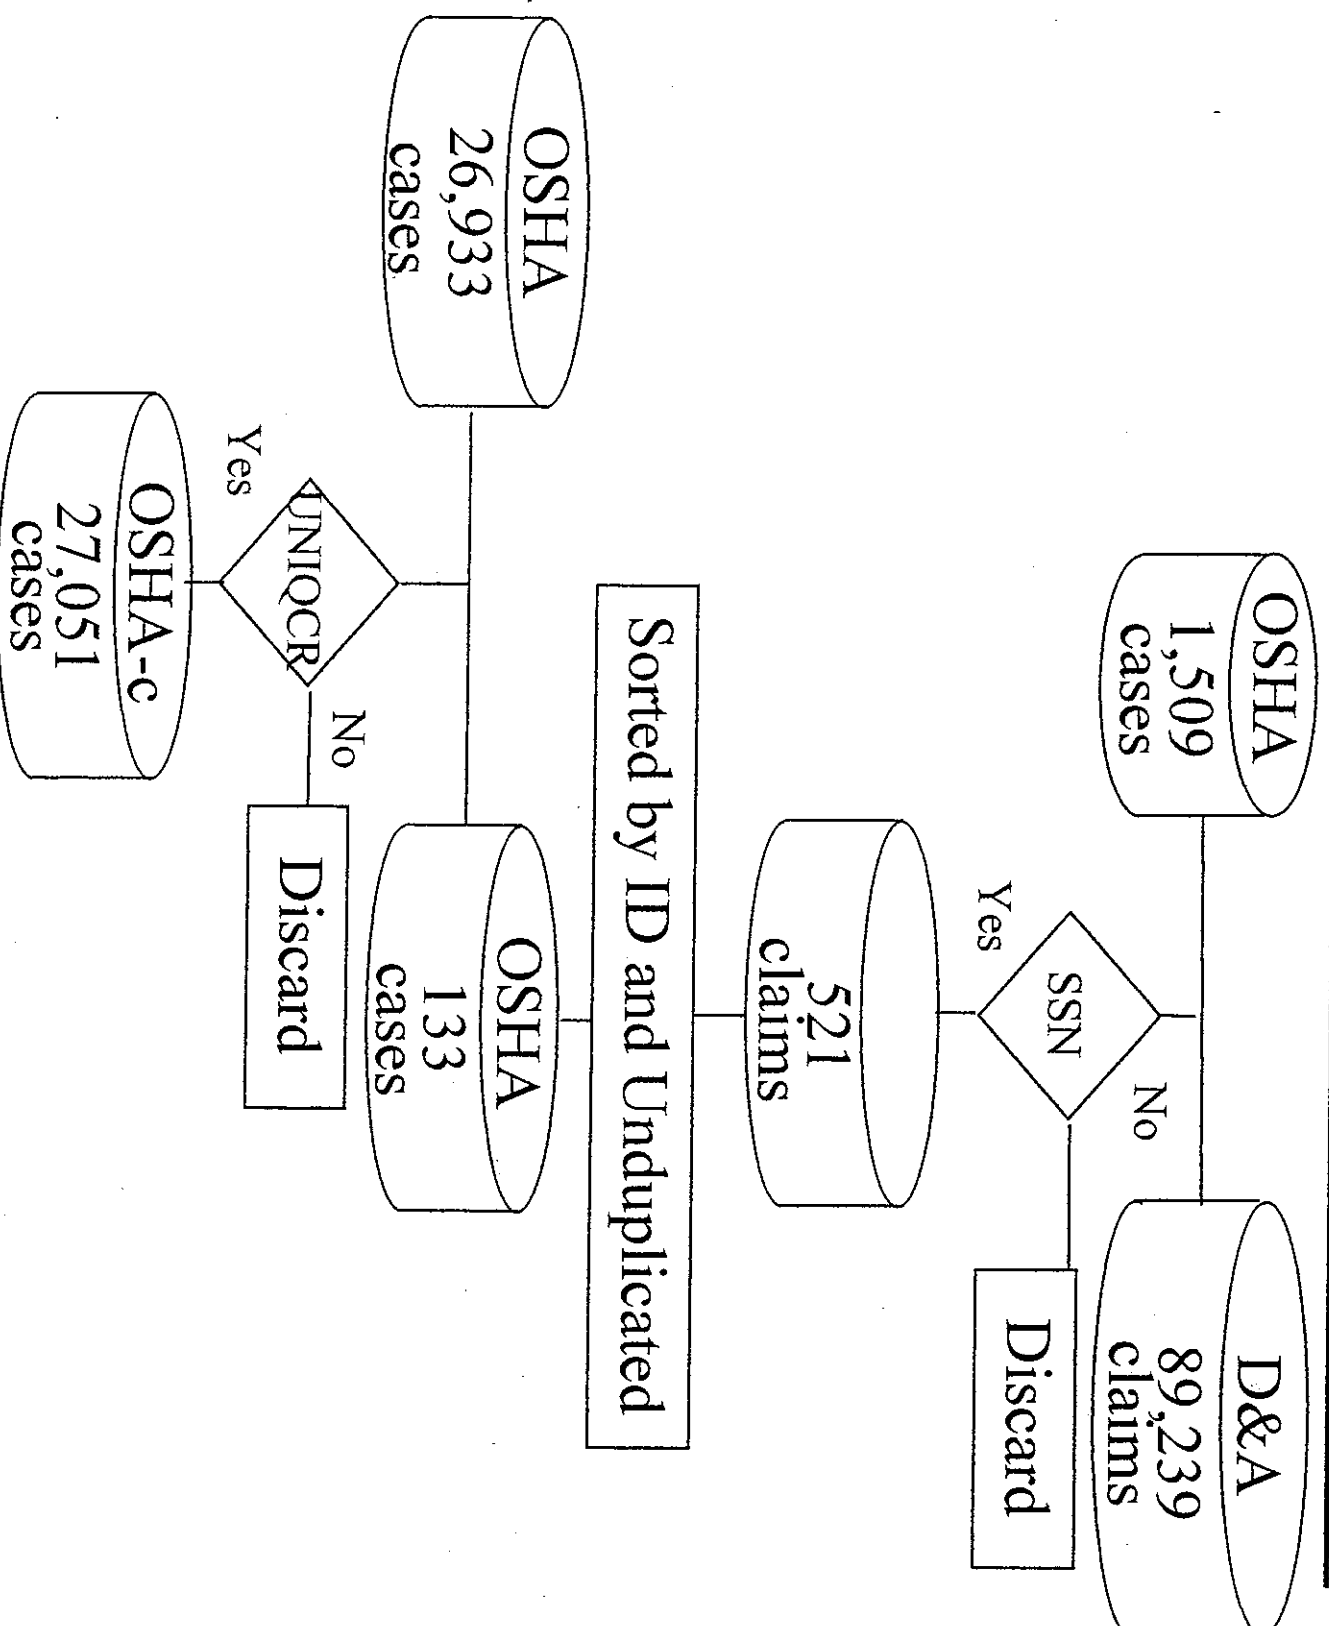 OSHA
1,509
cases
D&A
89,239
claims
SSN
No
Yes
Discard
521
claims
Sorted by ID and Unduplicated
OSHA
26,933
cases
OSHA
133
cases
UNIQCR
No
Yes
Discard
OSHA-c
27,051
cases